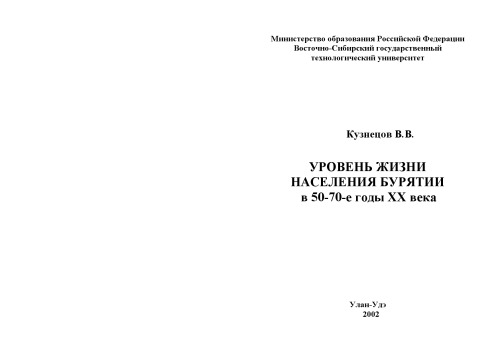 Министерство образования Российской Федерации
Восточно-Сибирский государственный
технологический университет
Кузнецов В.В.
УРОВЕНЬ ЖИЗНИ
НАСЕЛЕНИЯ БУРЯТИИ
в 50-70-е годы XX века
Улан-Удэ
2002